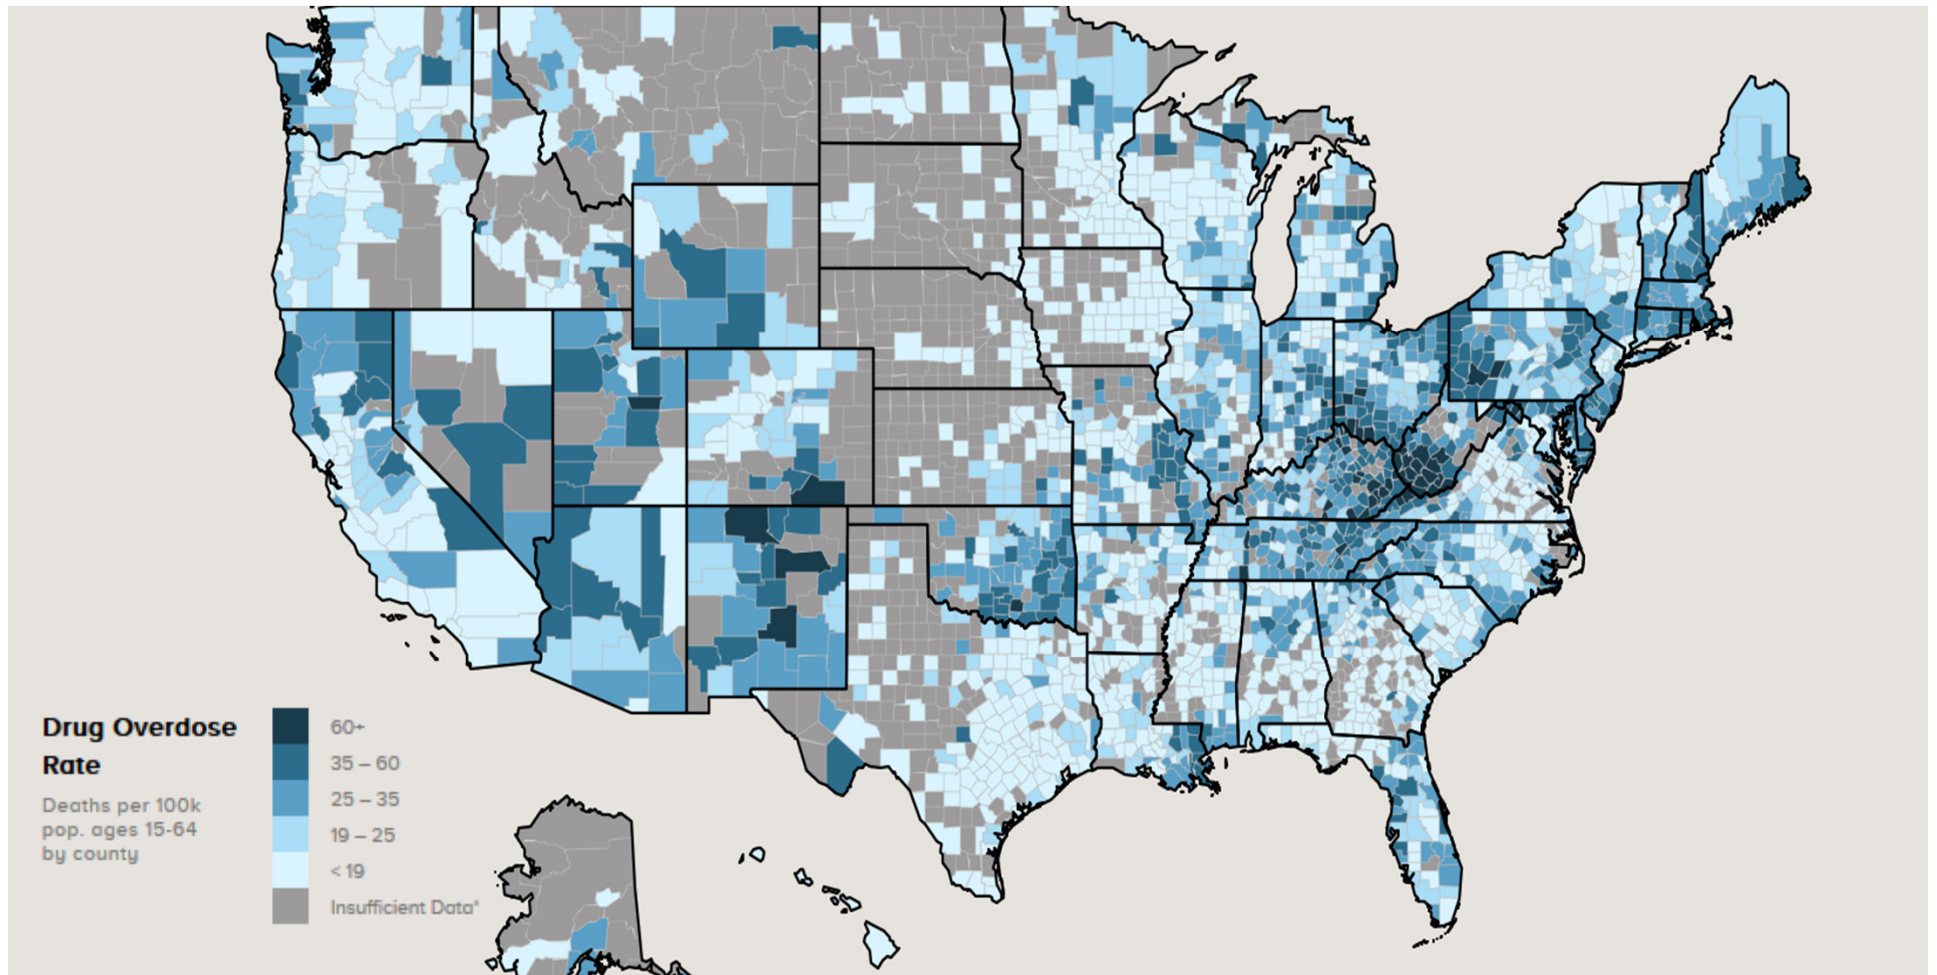 Drug Overdose
Rate
Deaths per 100k
pop. ages 15-64
by county
60+
35 – 60
25 – 35
19 – 25
< 19
Insufficient Data*